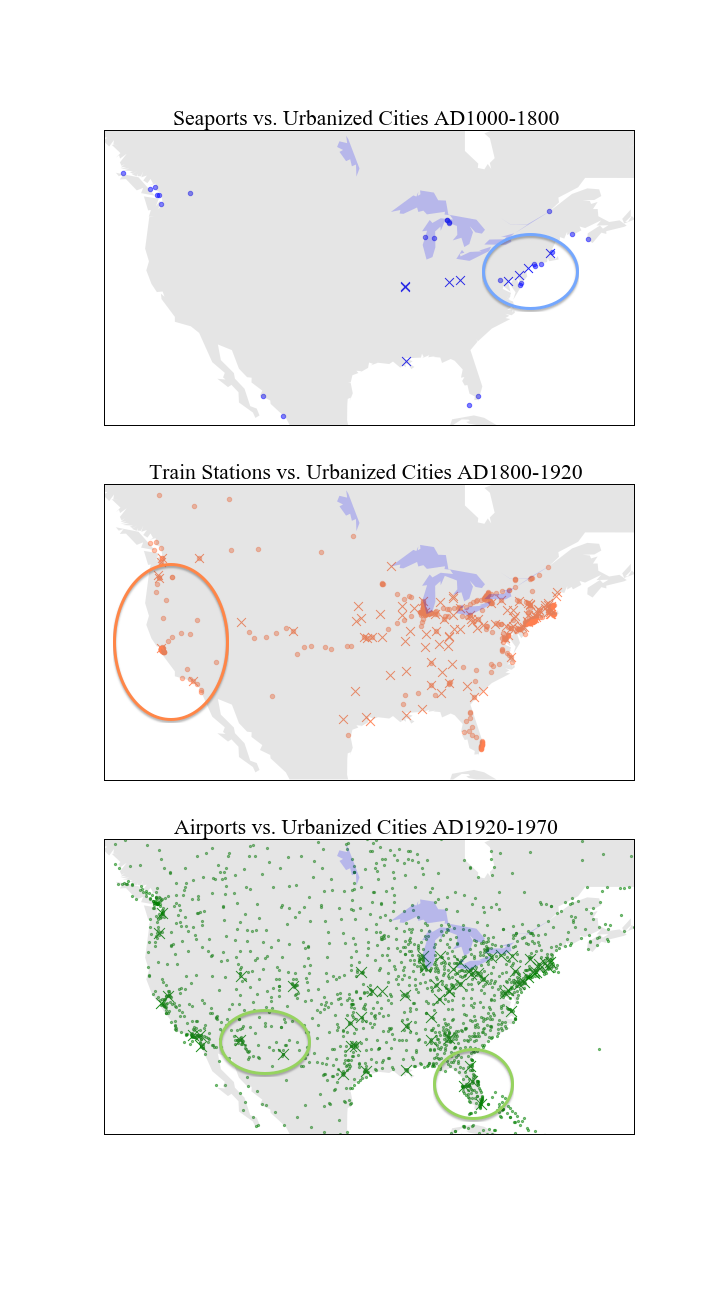 Seaports vs. Urbanized Cities AD1000-1800
Train Stations vs. Urbanized Cities AD1800-1920
Airports vs. Urbanized Cities AD1920-1970